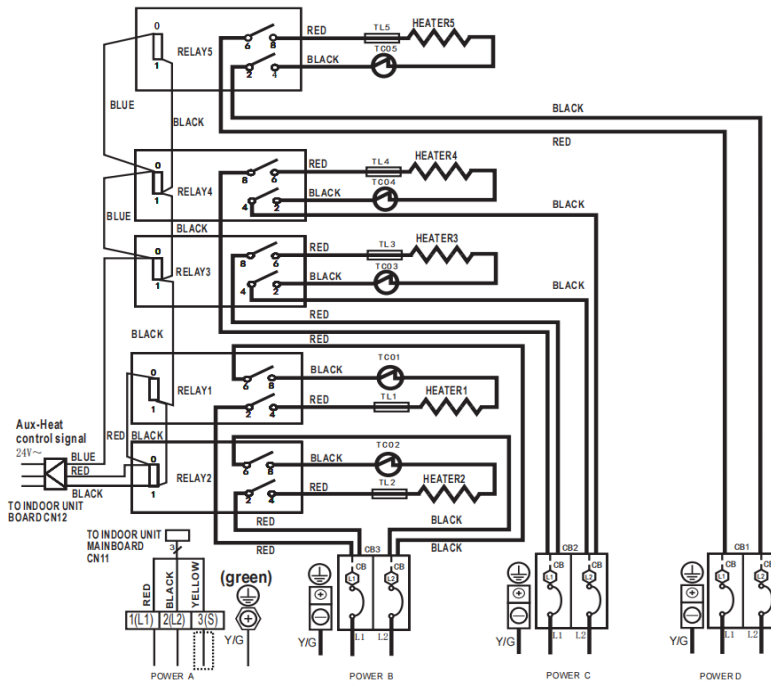 0
RED
TL5
HEATER5
RELAY5
6
8
BLACK
TCO5
1
2
4
BLUE
BLACK
BLACK
RED
0
RED
TL4
HEATER4
8
6
RELAY4
BLACK
TCO4
1
4
2
BLUE
BLACK
BLACK
0
RED
TL3
HEATER3
8
6
RELAY3
BLACK
TCO3
1
4
2
BLACK
RED
BLACK
RED
0
BLACK
TCO1
6
8
RELAY1
HEATER1
RED
TL1
1
2
4
Aux-Heat
control signal
24V~
RED
BLACK
BLUE
RED
BLACK
TO INDOOR UNIT
BOARD CN12
0
BLACK
TCO2
6
8
RELAY2
HEATER2
RED
TL2
1
2
4
RED
BLACK
RED
BLACK
TO INDOOR UNIT
MAINBOARD
CN11
3
RED
BLACK
YELLOW
(green)
1(L1)
2(L2)
3(S)
Y/G
POWER A
CB3
CB
CB
L1
L2
L1
L2
Y/G
POWER B
CB2
CB
CB
L1
L2
L1
L2
Y/G
POWER C
CB1
CB
CB
L1
L2
L1
L2
Y/G
POWER D